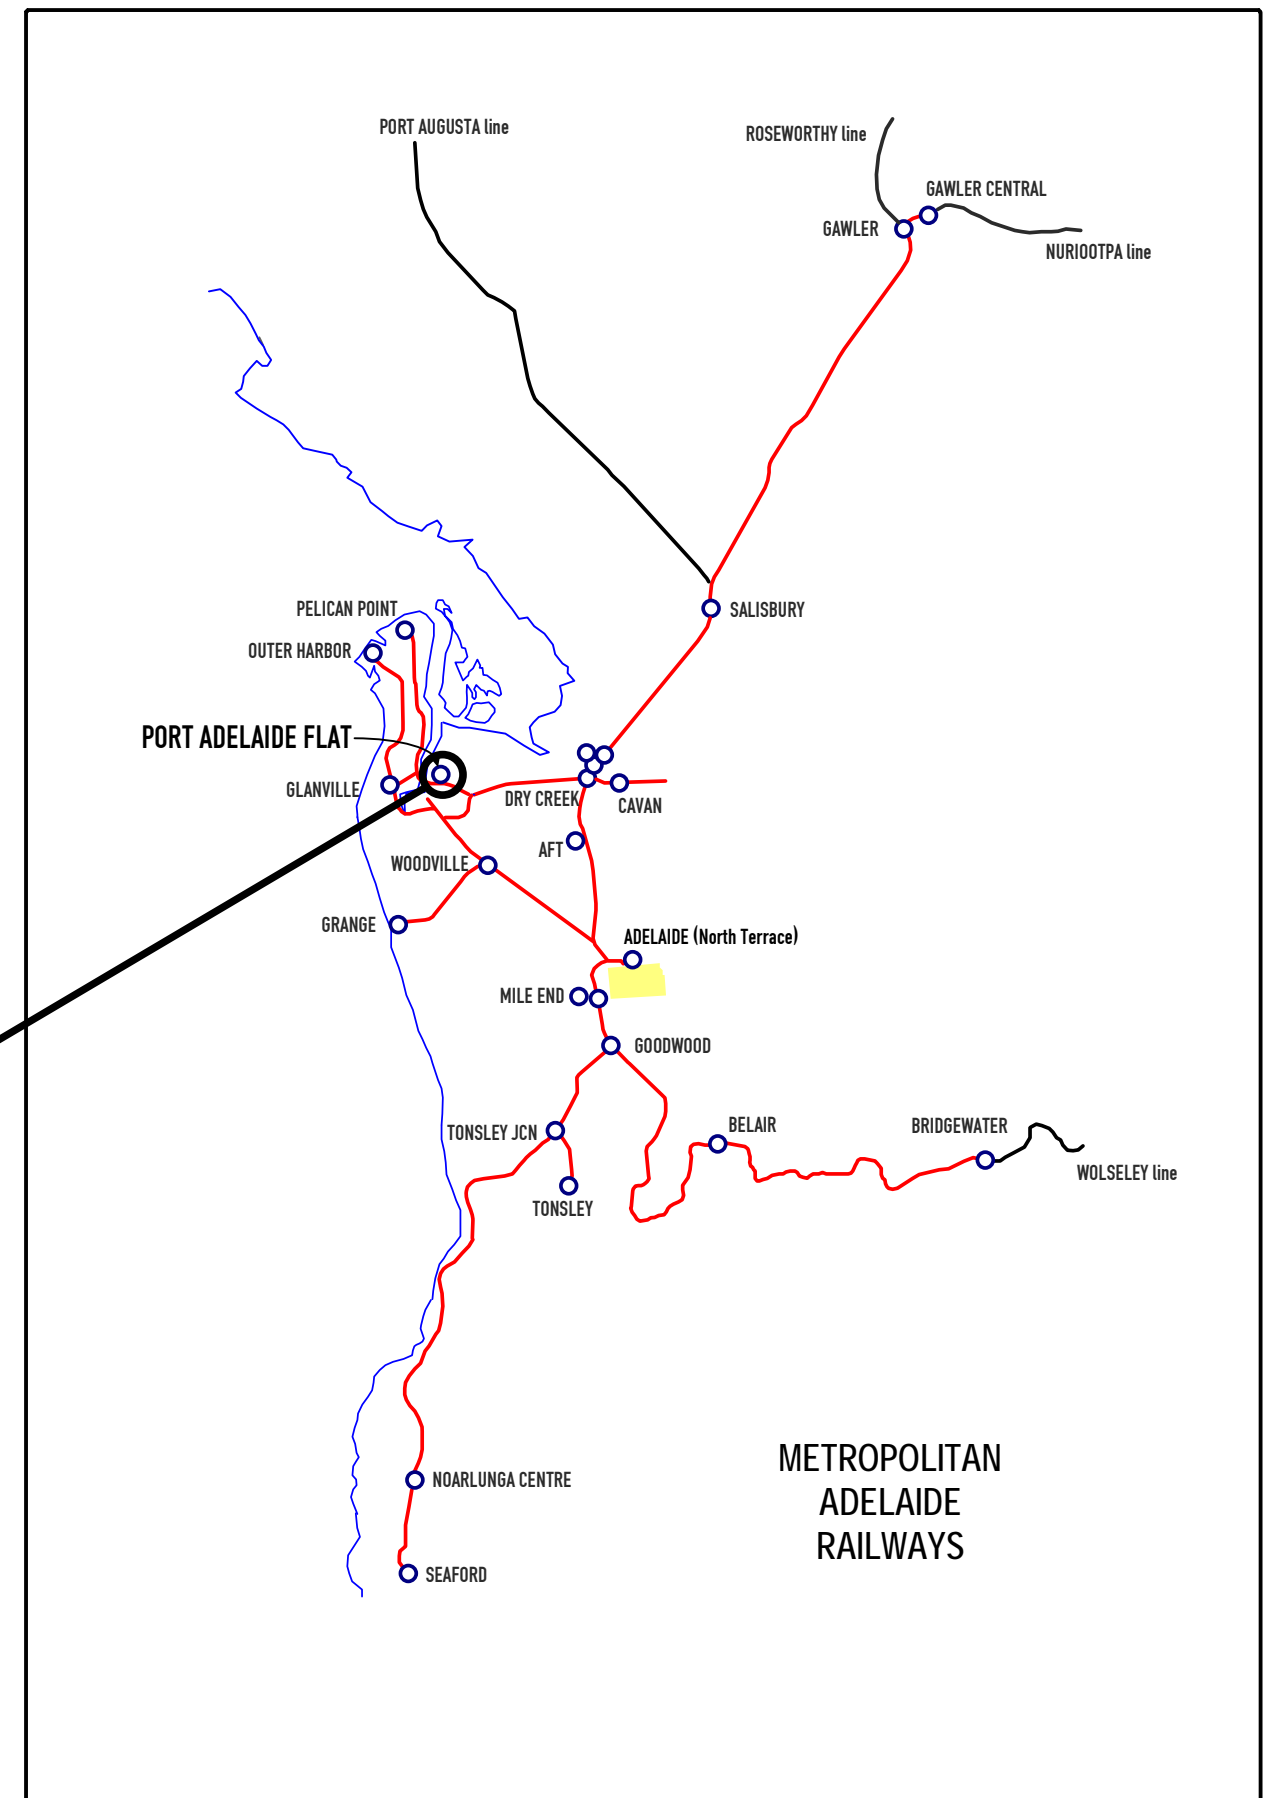 PORT AUGUSTA line
ROSEWORTHY line
GAWLER CENTRAL
GAWLER
NURIOOTPA line
PELICAN POINT
SALISBURY
OUTER HARBOR
PORT ADELAIDE FLAT
GLANVILLE
DRY CREEK
CAVAN
AFT
WOODVILLE
GRANGE
ADELAIDE (North Terrace)
MILE END
GOODWOOD
TONSLEY JCN
BELAIR
BRIDGEWATER
WOLSELEY line
TONSLEY
METROPOLITAN
ADELAIDE
RAILWAYS
NOARLUNGA CENTRE
SEAFORD